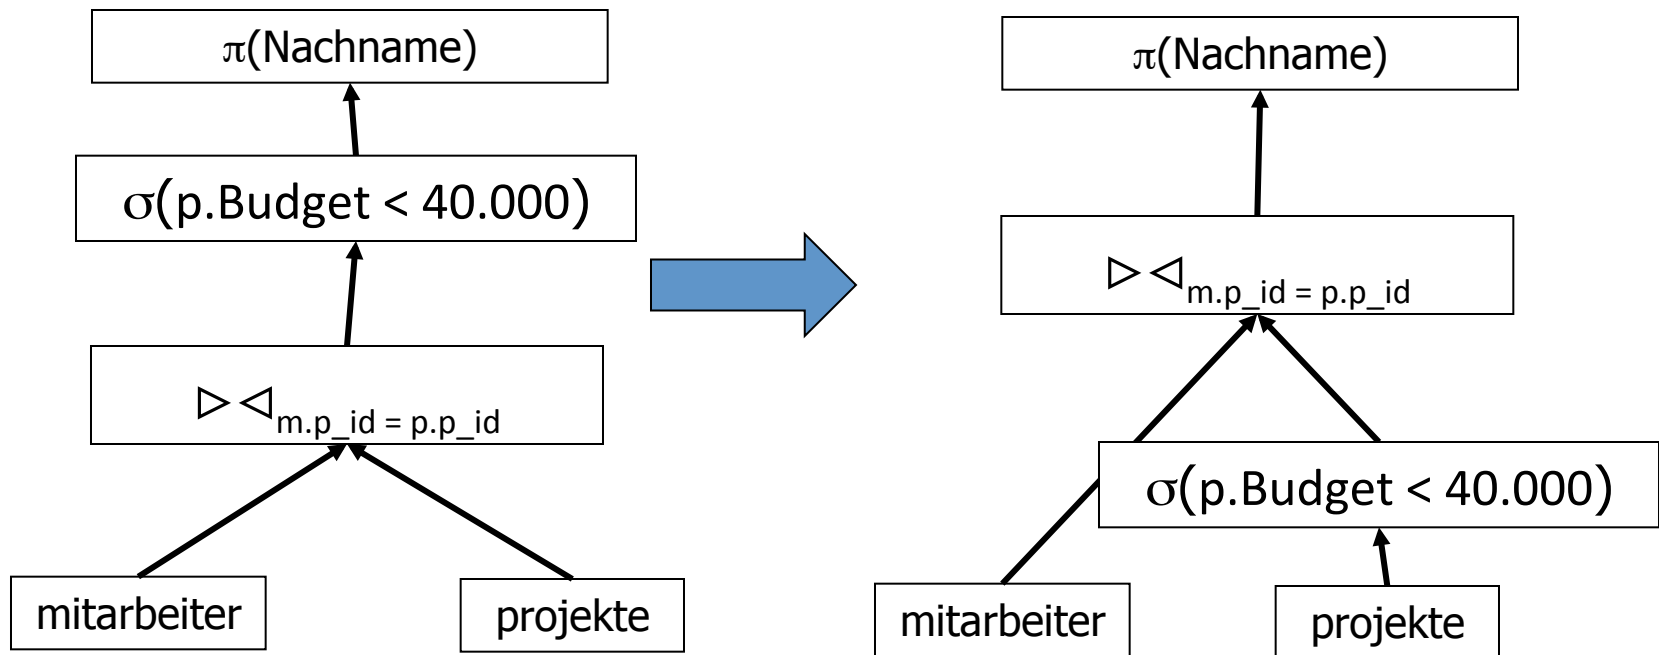 π(Nachname)
σ(p.Budget < 40.000)
▷◁m.p_id = p.p_id
mitarbeiter
projekte
π(Nachname)
▷◁m.p_id = p.p_id
σ(p.Budget < 40.000)
mitarbeiter
projekte